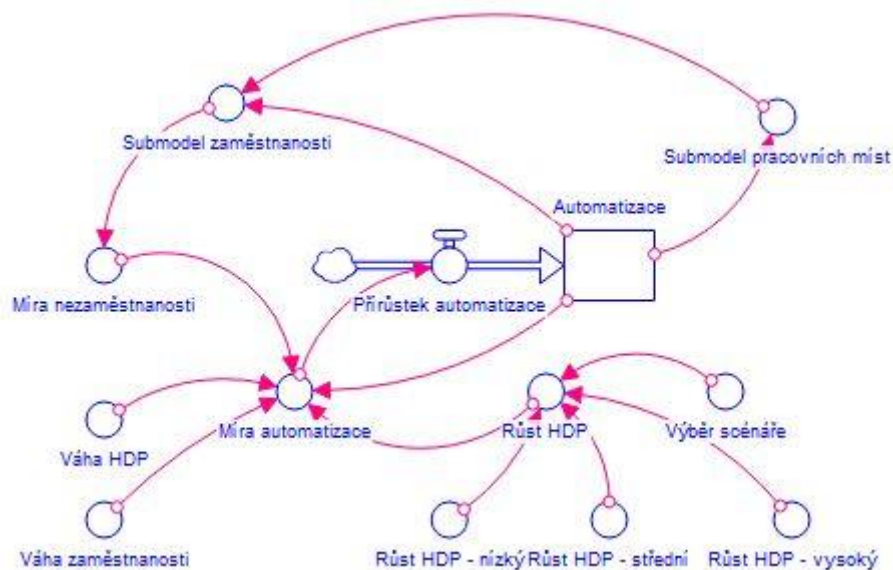 Submodel zaměstnanosti
Submodel pracovních míst
Automatizace
Míra nezaměstnanosti
Přírůstek automatizace
Váha HDP
Míra automatizace
Růst HDP
Výběr scénáře
Váha zaměstnanosti
Růst HDP - nízký
Růst HDP - střední
Růst HDP - vysoký